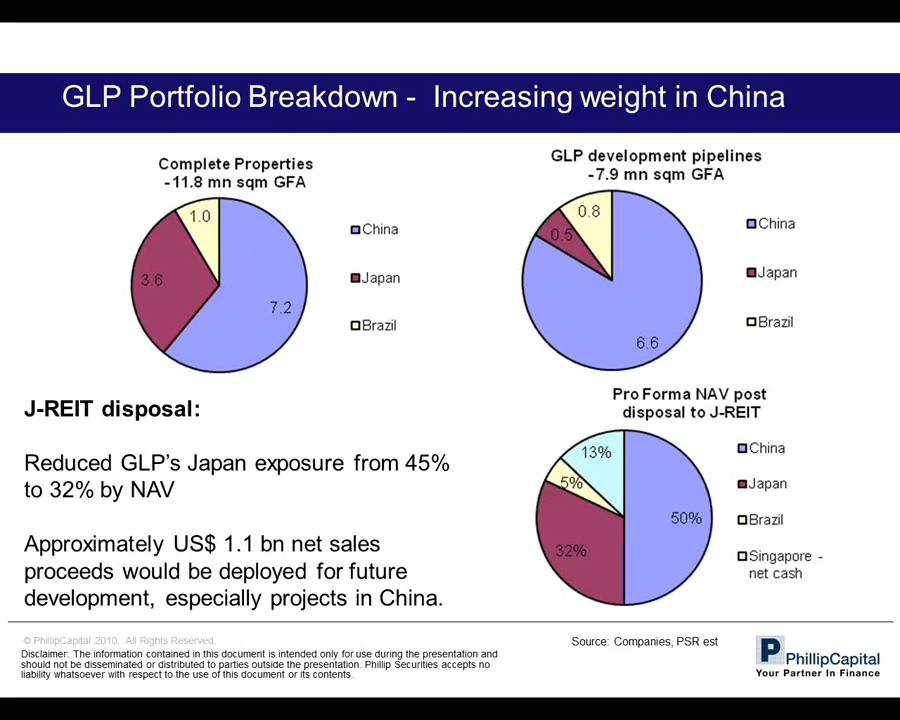 GLP Portfolio Breakdown - Increasing weight in China
Complete Properties
-11.8 mn sqm GFA
1.0
3.6
7.2
China
Japan
Brazil
GLP development pipelines
-7.9 mn sqm GFA
0.8
0.5
6.6
China
Japan
Brazil
J-REIT disposal:
Reduced GLP's Japan exposure from 45%
to 32% by NAV
Approximately US$ 1.1 bn net sales
proceeds would be deployed for future
development, especially projects in China.
Pro Forma NAV post
disposal to J-REIT
13%
5%
50%
32%
China
Japan
Brazil
Singapore -
net cash
© PhillipCapital 2010. All Rights Reserved.
Disclaimer: The information contained in this document is intended only for use during the presentation and
should not be disseminated or distributed to parties outside the presentation. Phillip Securities accepts no
liability whatsoever with respect to the use of this document or its contents.
Source: Companies, PSR est
P PhillipCapital
Your Partner In Finance